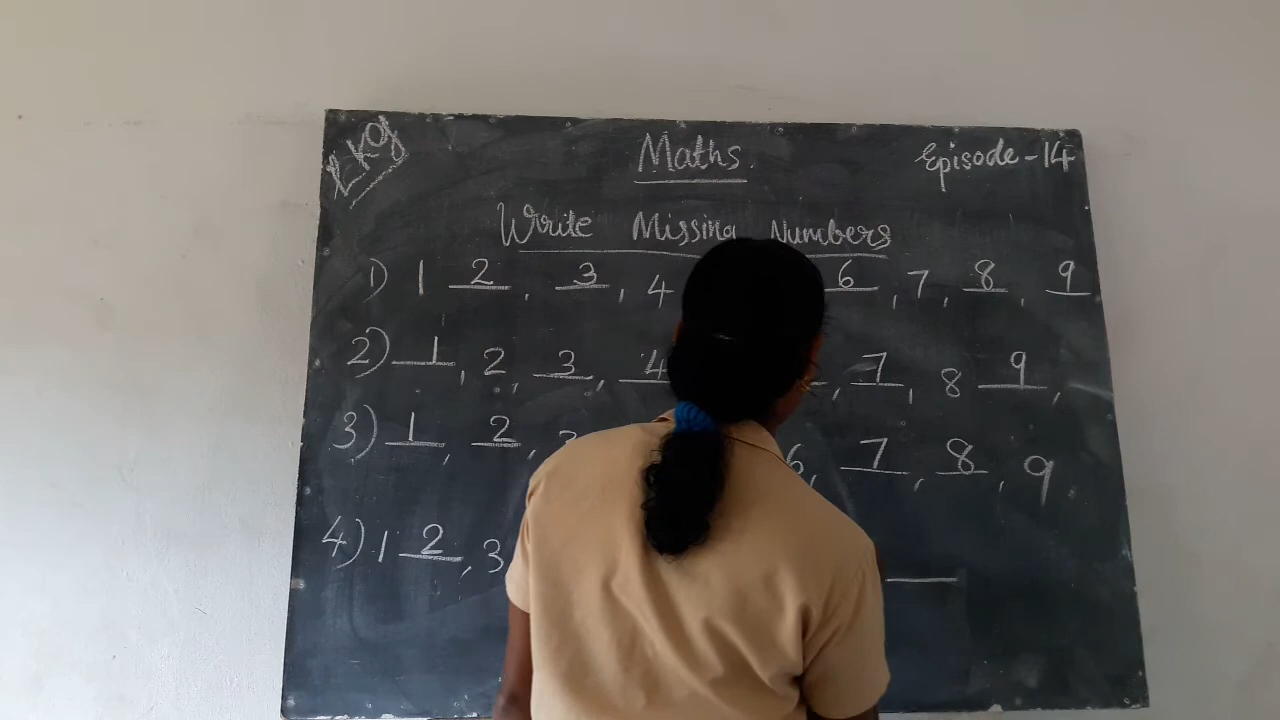 LKG
Maths.
Episode-14
Write Missing Numbers
1) 1 2, 3, 4 6, 7, 8, 9
2) 1, 2, 3, 4 , 7, 8 9,
3) 1, 2, 3 6, 7, 8, 9
4) 1 2, 3